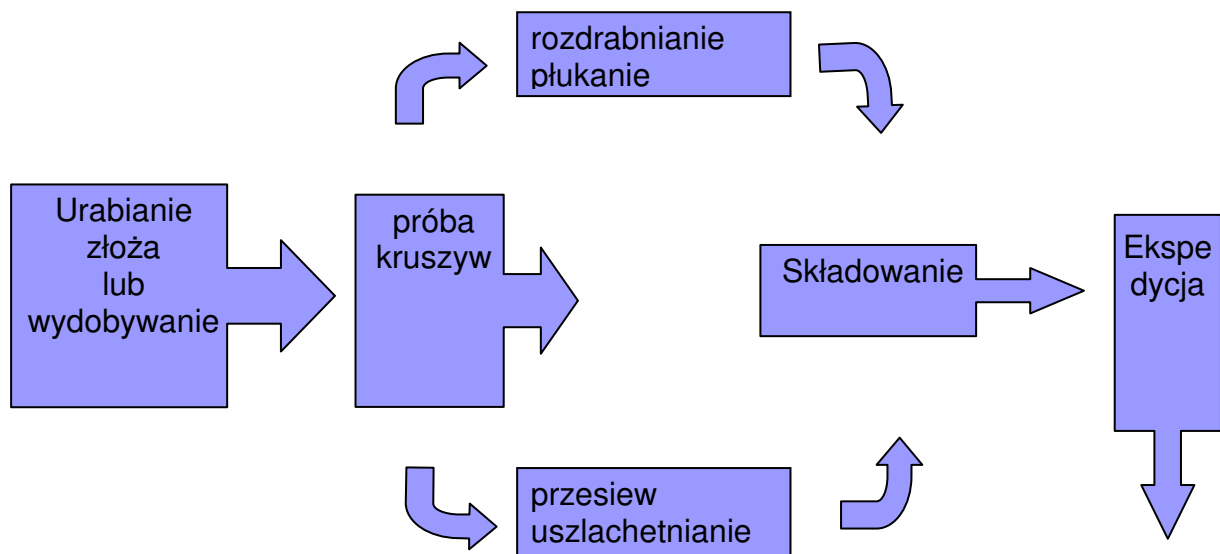 rozdrabnianie
płukanie
Urabianie
złoża
lub
wydobywanie
próba
kruszyw
Składowanie
Ekspe
dycja
przesiew
uszlachetnianie